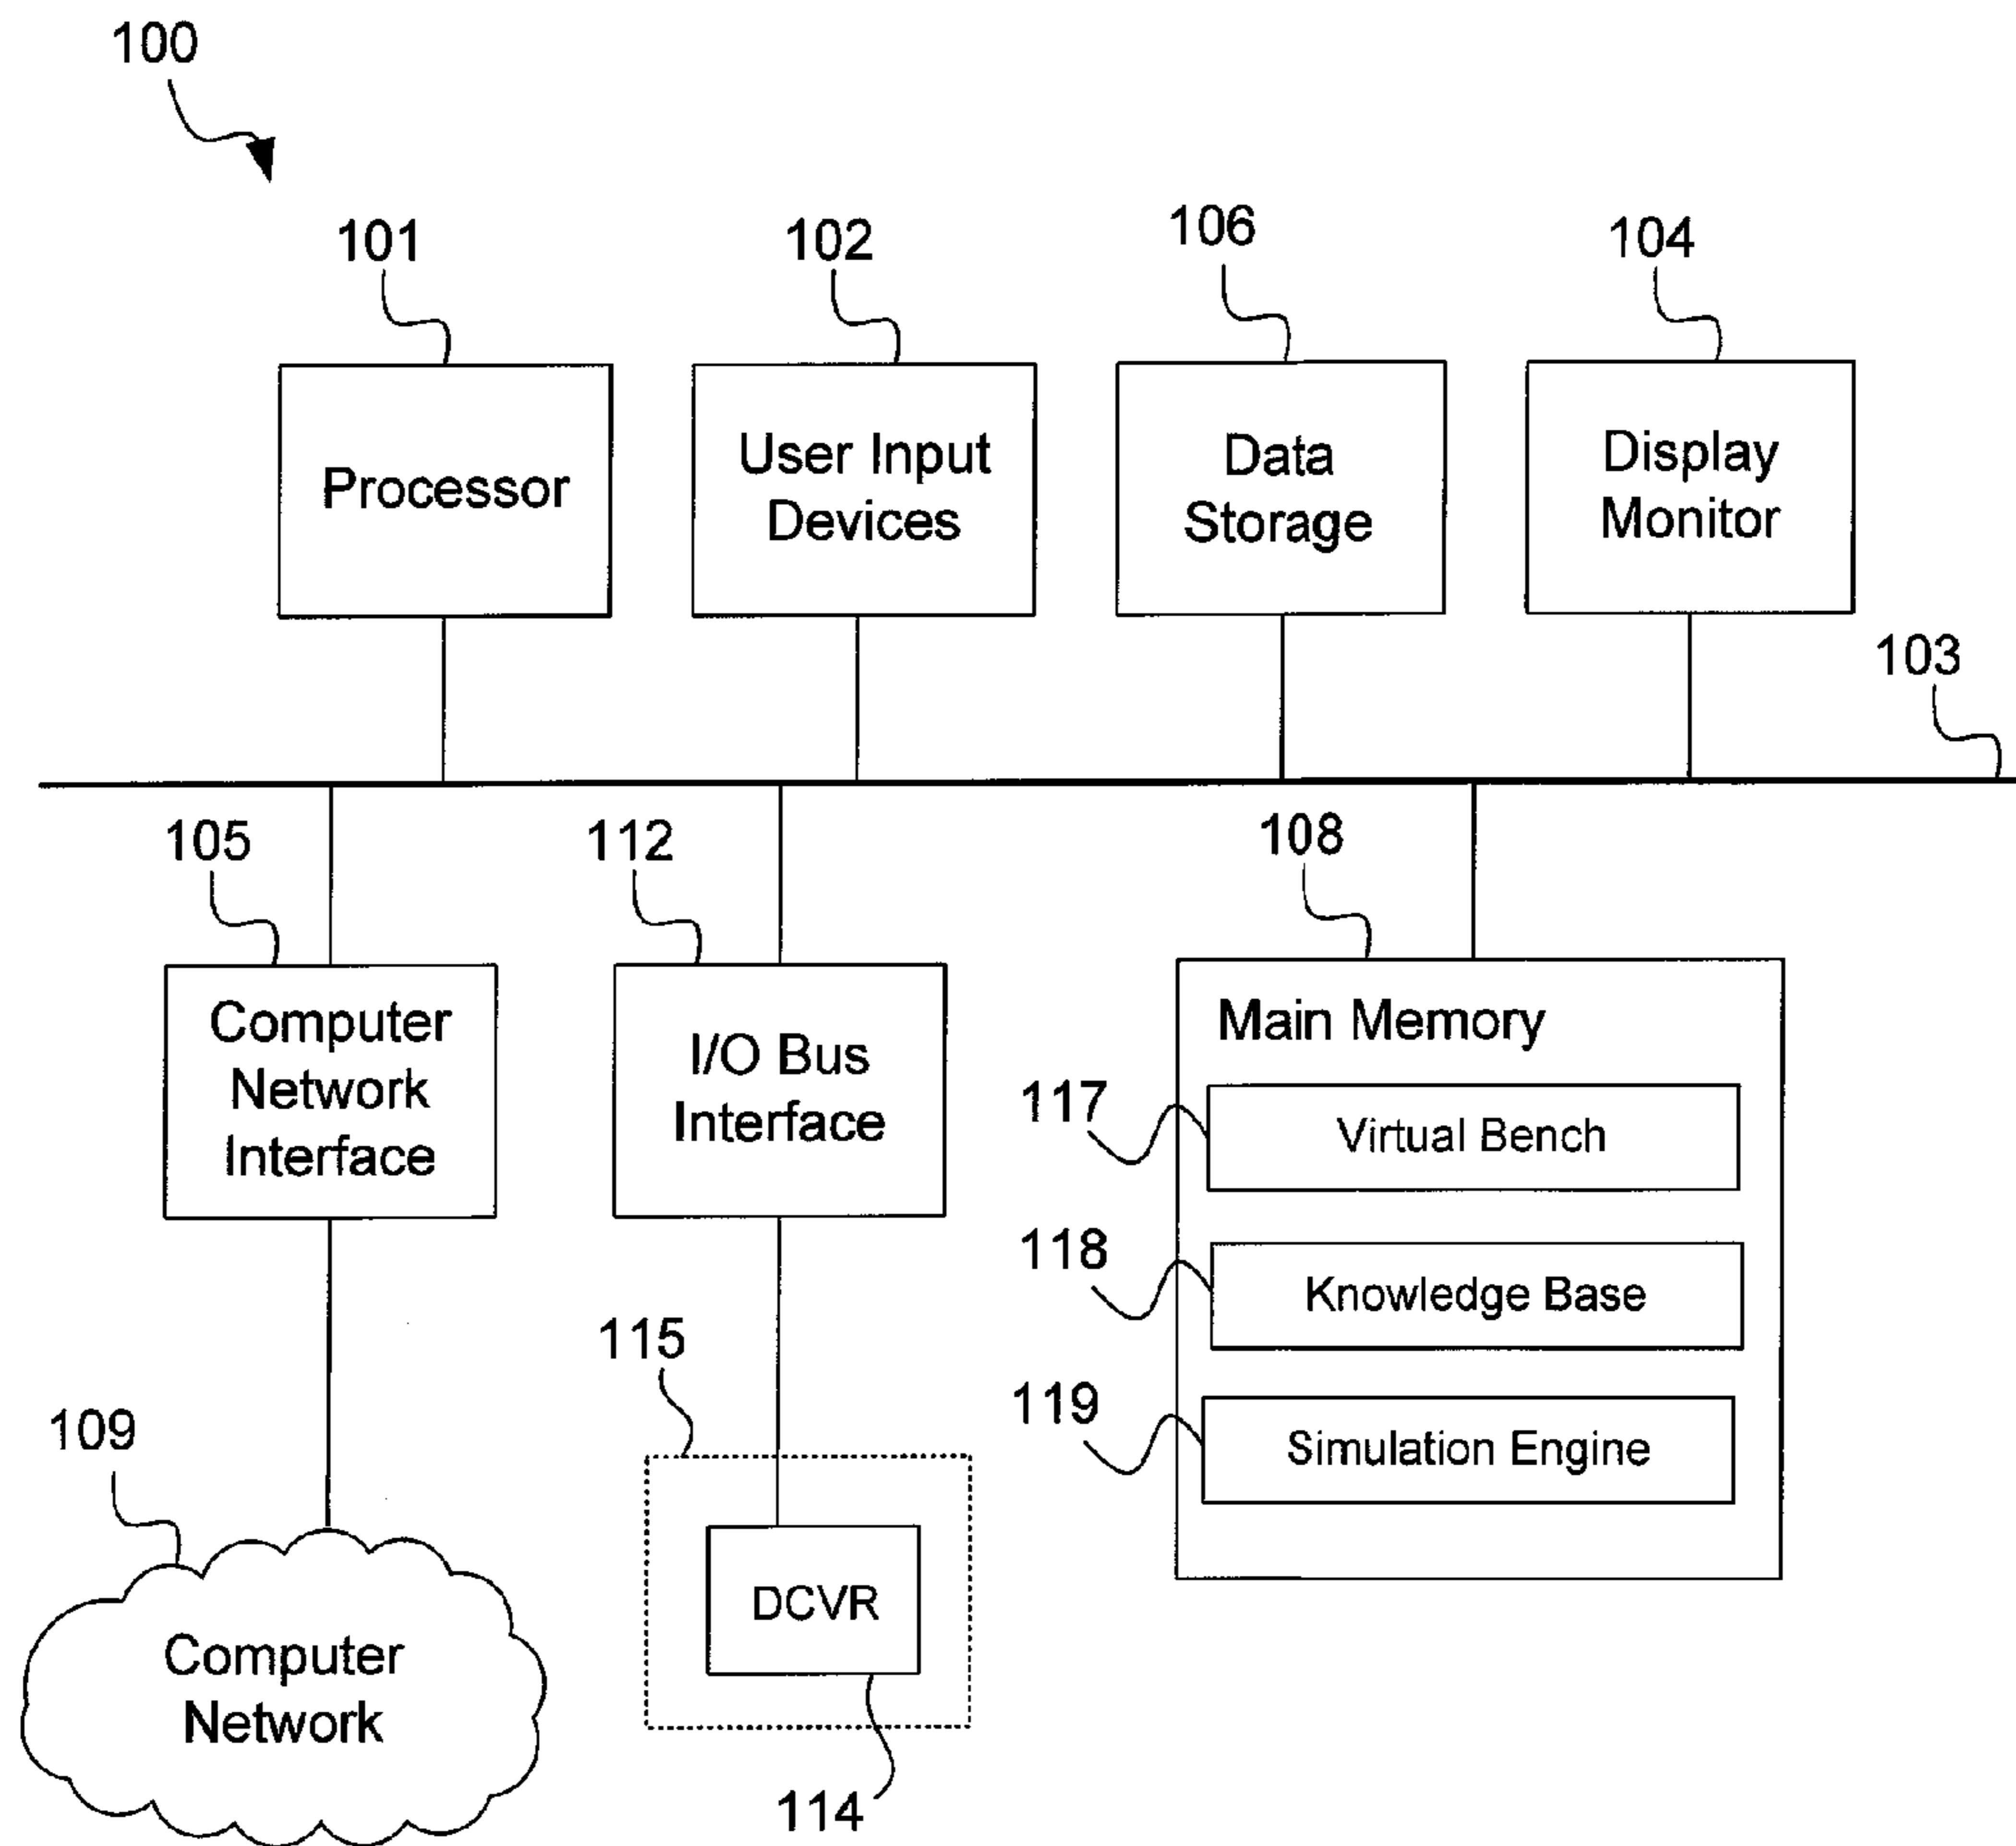 100
101
102
106
104
Processor
User Input
Devices
Data
Storage
Display
Monitor
103
105
112
108
Computer
Network
Interface
I/O Bus
Interface
Main Memory
117
Virtual Bench
118
Knowledge Base
119
Simulation Engine
115
109
DCVR
Computer
Network
114